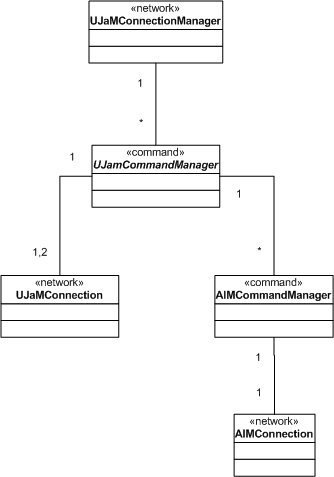 «network»
UJaMConnectionManager
1
*
«command»
UJamCommandManager
1
1
1,2
*
«network»
UJaMConnection
«command»
AIMCommandManager
1
1
«network»
AIMConnection